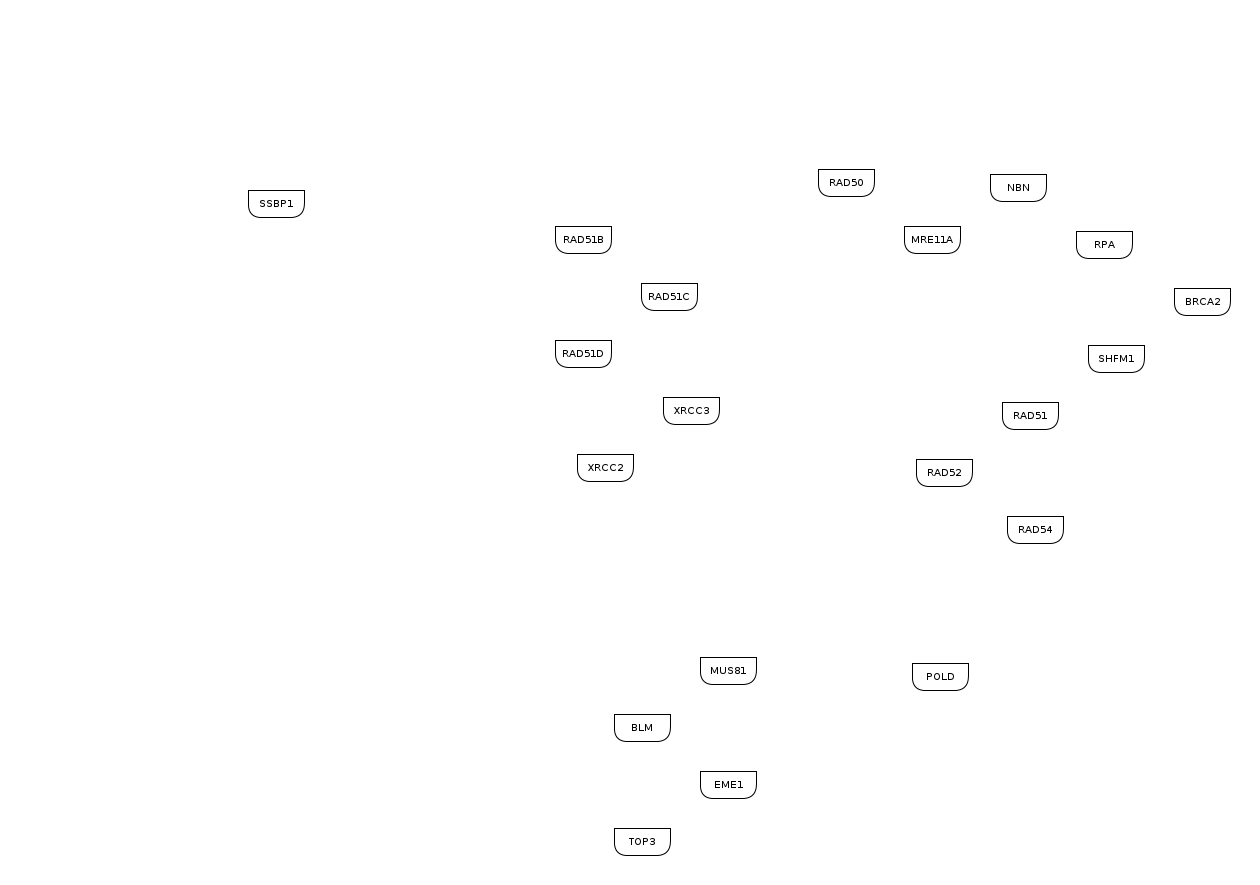 RAD50
NBN
SSBP1
RAD51B
MRE11A
RPA
RAD51C
BRCA2
RAD51D
SHFM1
XRCC3
RAD51
XRCC2
RAD52
RAD54
MUS81
POLD
BLM
EME1
TOP3